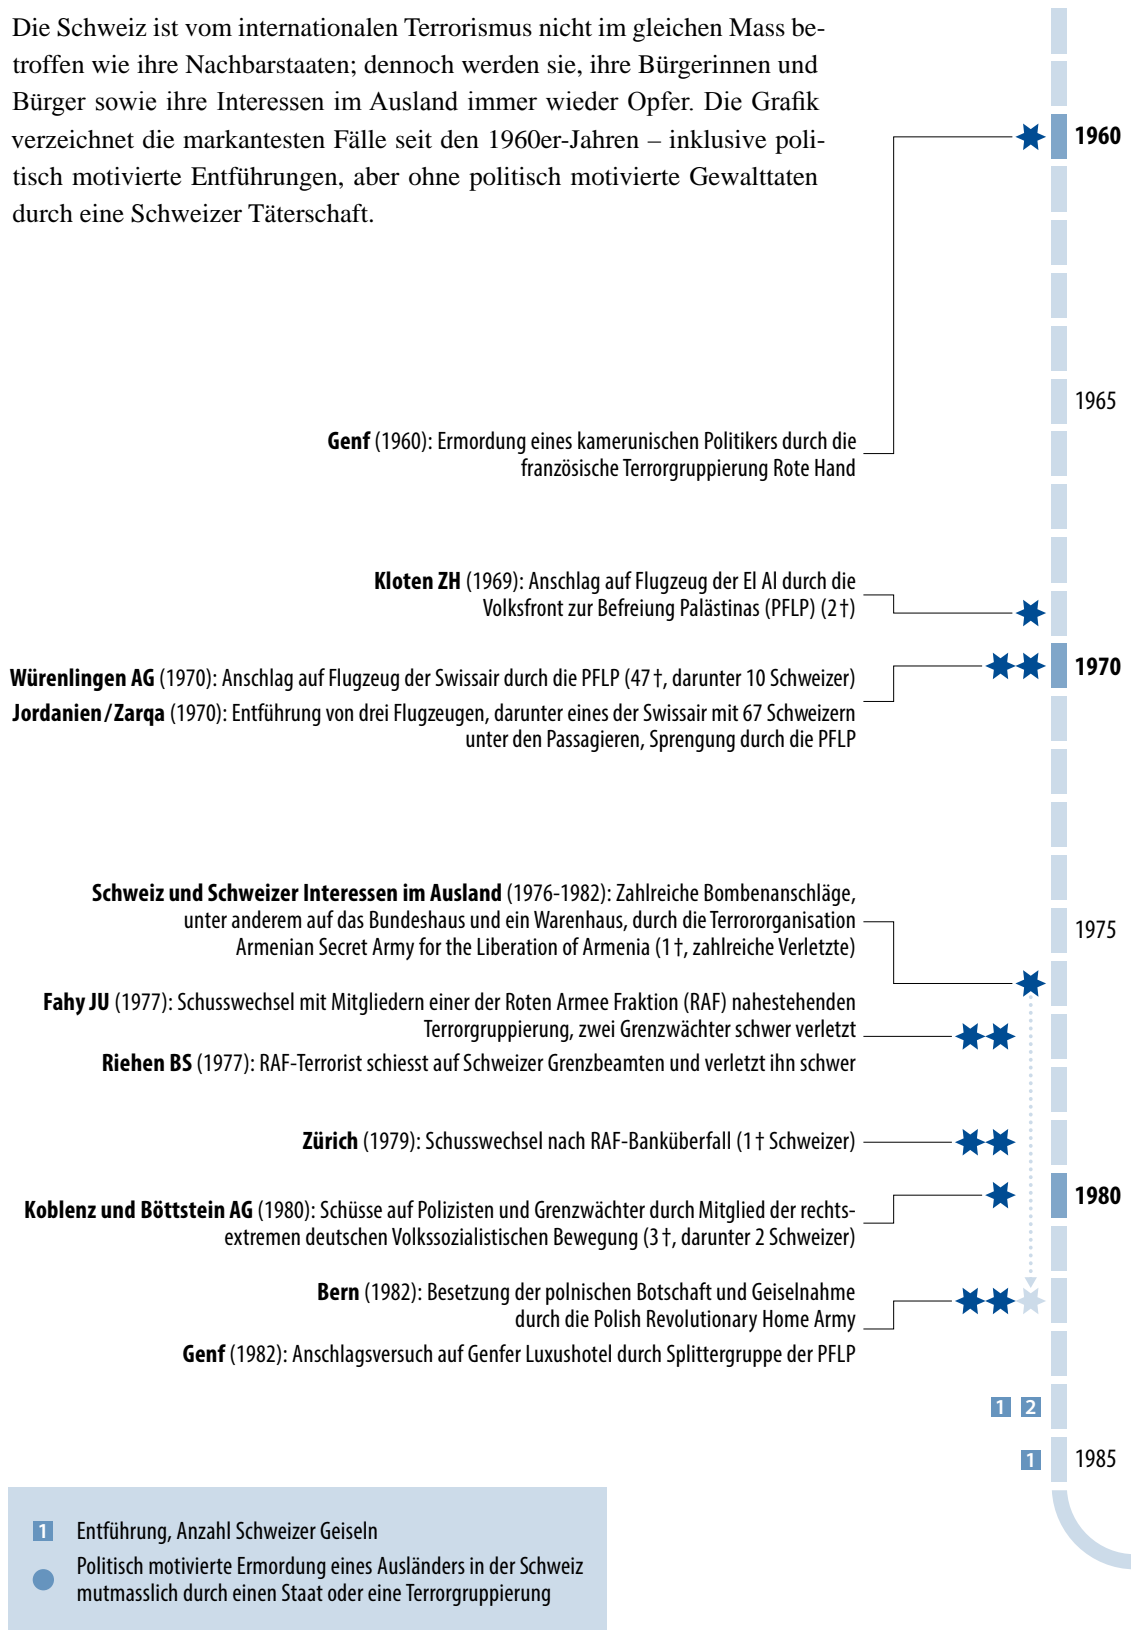 Die Schweiz ist vom internationalen Terrorismus nicht im gleichen Mass be-
troffen wie ihre Nachbarstaaten; dennoch werden sie, ihre Bürgerinnen und
Bürger sowie ihre Interessen im Ausland immer wieder Opfer. Die Grafik
verzeichnet die markantesten Fälle seit den 1960er-Jahren – inklusive poli-
tisch motivierte Entführungen, aber ohne politisch motivierte Gewalttaten
durch eine Schweizer Täterschaft.
1960
1965
Genf (1960): Ermordung eines kamerunischen Politikers durch die
französische Terrorgruppierung Rote Hand
Kloten ZH (1969): Anschlag auf Flugzeug der El Al durch die
Volksfront zur Befreiung Palästinas (PFLP) (2 †)
1970
Würenlingen AG (1970): Anschlag auf Flugzeug der Swissair durch die PFLP (47 †, darunter 10 Schweizer)
Jordanien/Zarqa (1970): Entführung von drei Flugzeugen, darunter eines der Swissair mit 67 Schweizern
unter den Passagieren, Sprengung durch die PFLP
Schweiz und Schweizer Interessen im Ausland (1976-1982): Zahlreiche Bombenanschläge,
unter anderem auf das Bundeshaus und ein Warenhaus, durch die Terrororganisation
Armenian Secret Army for the Liberation of Armenia (1 †, zahlreiche Verletzte)
1975
Fahy JU (1977): Schusswechsel mit Mitgliedern einer der Roten Armee Fraktion (RAF) nahestehenden
Terrorgruppierung, zwei Grenzwächter schwer verletzt
Riehen BS (1977): RAF-Terrorist schiesst auf Schweizer Grenzbeamten und verletzt ihn schwer
Zürich (1979): Schusswechsel nach RAF-Banküberfall (1 † Schweizer)
1980
Koblenz und Böttstein AG (1980): Schüsse auf Polizisten und Grenzwächter durch Mitglied der rechts-
extremen deutschen Volkssozialistischen Bewegung (3 †, darunter 2 Schweizer)
Bern (1982): Besetzung der polnischen Botschaft und Geiselnahme
durch die Polish Revolutionary Home Army
Genf (1982): Anschlagsversuch auf Genfer Luxushotel durch Splittergruppe der PFLP
1 2
1 1985
1 Entführung, Anzahl Schweizer Geiseln
Politisch motivierte Ermordung eines Ausländers in der Schweiz
mutmasslich durch einen Staat oder eine Terrorgruppierung